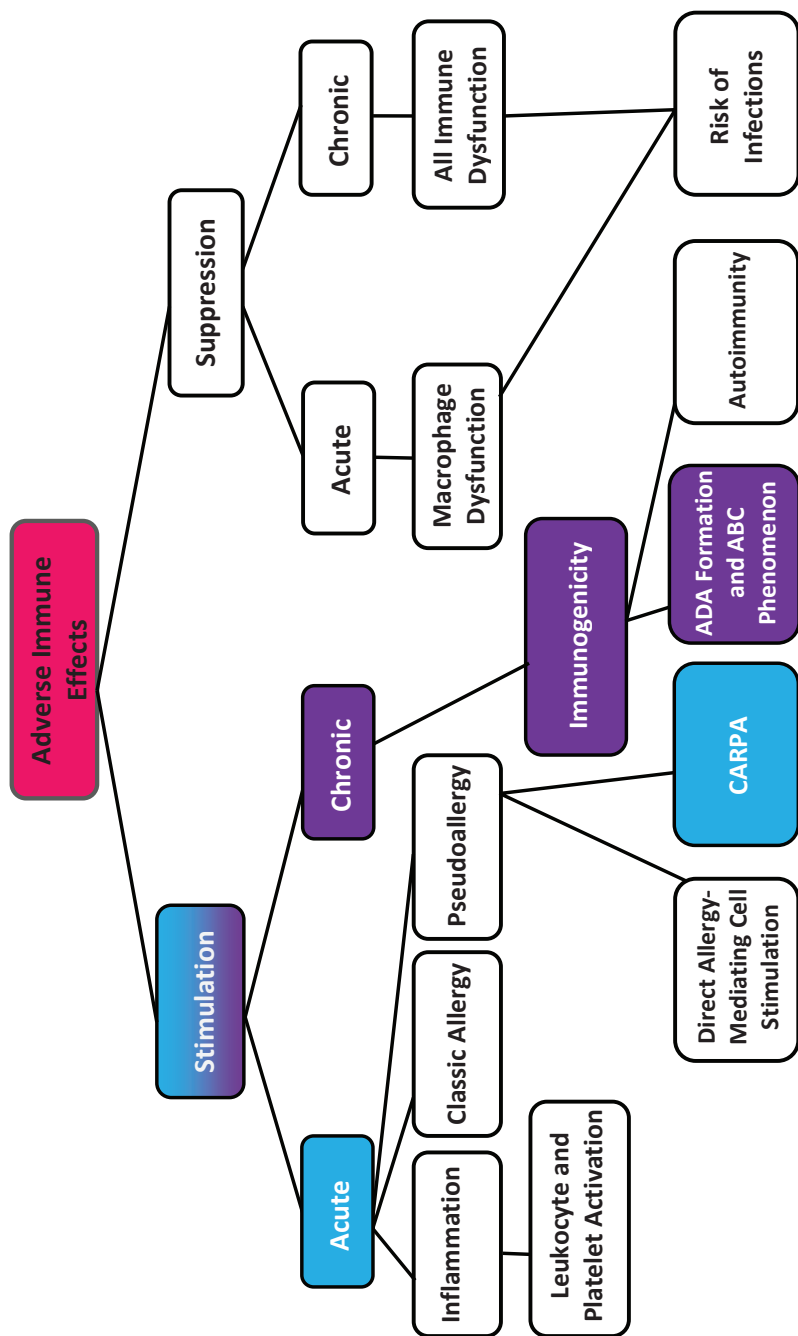 Adverse Immune
Effects
Stimulation
Suppression
Acute
Chronic
Acute
Chronic
Inflammation
Classic Allergy
Pseudoallergy
Macrophage
Dysfunction
All Immune
Dysfunction
Leukocyte and
Platelet Activation
Immunogenicity
Direct Allergy-
Mediating Cell
Stimulation
CARPA
ADA Formation
and ABC
Phenomenon
Autoimmunity
Risk of
Infections